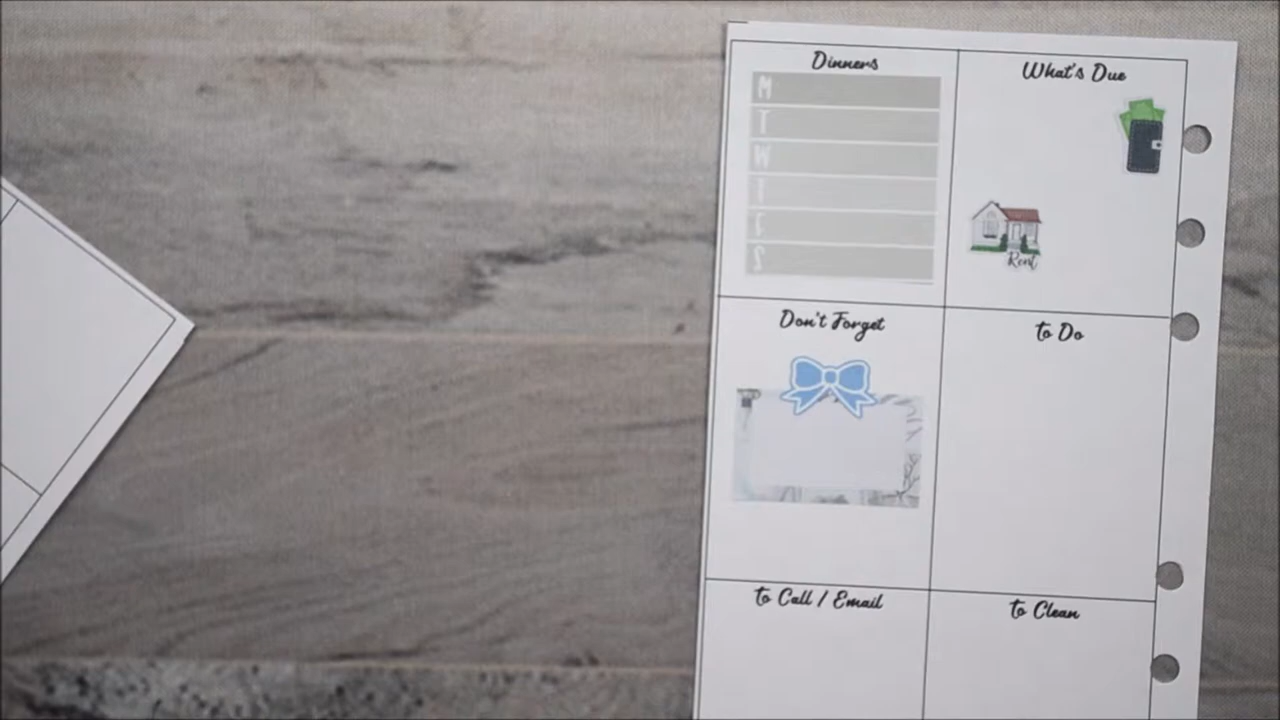 Dinners
What's Due
M
T
W
T
F
S
Rent
Don't Forget
to Do
to Call / Email
to Clean